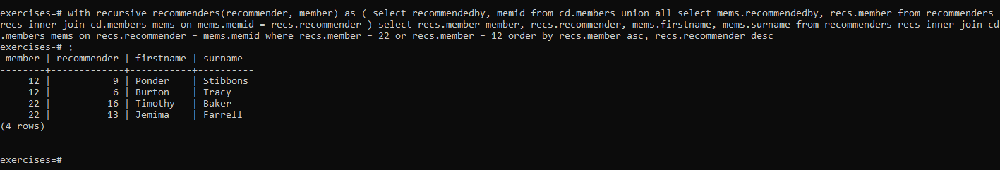 exercises=# with recursive recommenders(recommender, member) as ( select recommendedby, memid from cd.members union all select mems.recommendedby, recs.member from recommenders
recs inner join cd.members mems on mems.memid = recs.recommender ) select recs.member member, recs.recommender, mems.firstname, mems.surname from recommenders recs inner join cd
.members mems on recs.recommender = mems.memid where recs.member = 22 or recs.member = 12 order by recs.member asc, recs.recommender desc
exercises-# ;
 member | recommender | firstname | surname
--------+-------------+-----------+----------
     12 |           9 | Ponder    | Stibbons
     12 |           6 | Burton    | Tracy
     22 |          16 | Timothy   | Baker
     22 |          13 | Jemima    | Farrell
(4 rows)
exercises=#